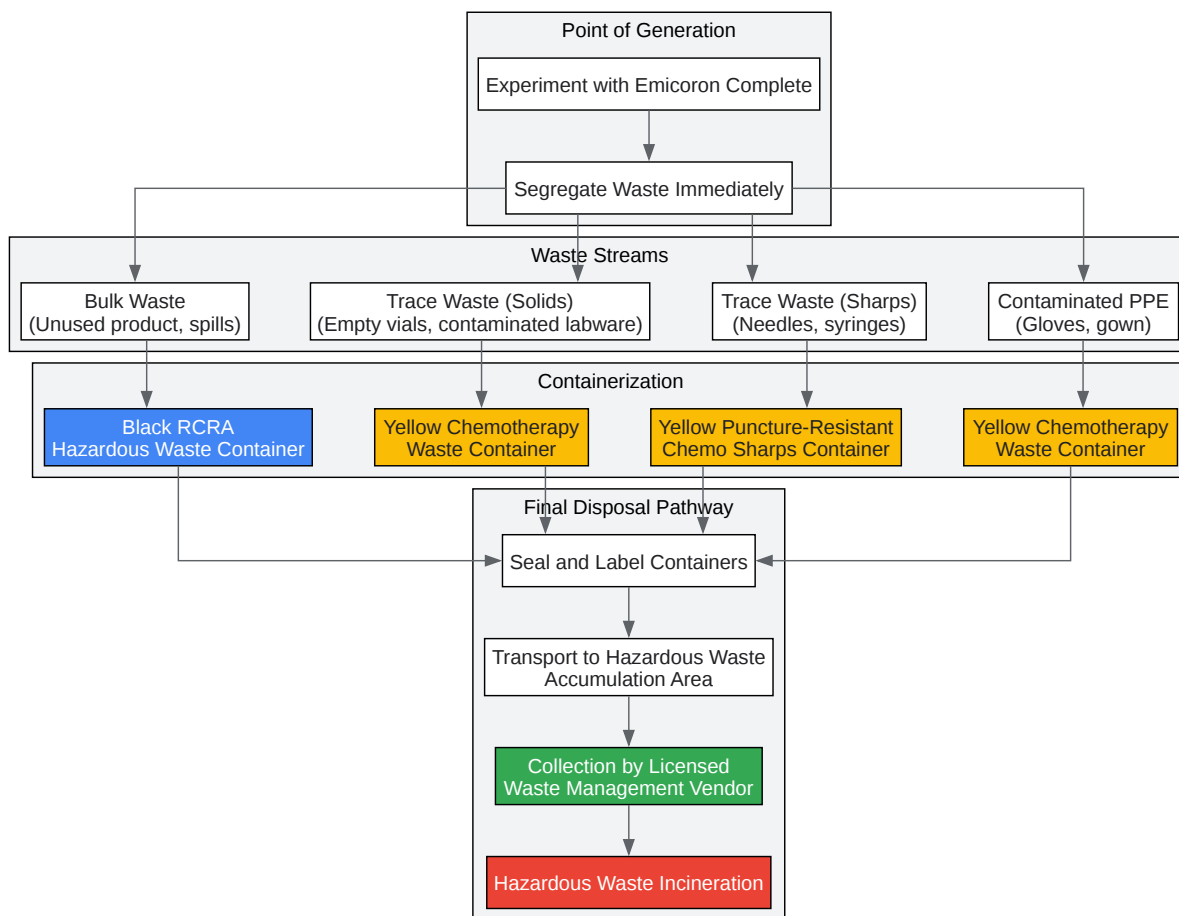 Point of Generation
Experiment with Emicoron Complete
Segregate Waste Immediately
Waste Streams
Bulk Waste
(Unused product, spills)
Trace Waste (Solids)
(Empty vials, contaminated labware)
Trace Waste (Sharps)
(Needles, syringes)
Contaminated PPE
(Gloves, gown)
Containerization
Black RCRA
Hazardous Waste Container
Yellow Chemotherapy
Waste Container
Yellow Puncture-Resistant
Chemo Sharps Container
Yellow Chemotherapy
Waste Container
Final Disposal Pathway
Seal and Label Containers
Transport to Hazardous Waste
Accumulation Area
Collection by Licensed
Waste Management Vendor
Hazardous Waste Incineration